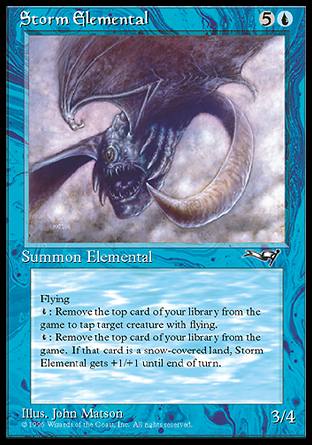 Storm Elemental 5
Summon Elemental
Flying
: Remove the top card of your library from the
game to tap target creature with flying.
: Remove the top card of your library from the
game. If that card is a snow-covered land, Storm
Elemental gets +1/+1 until end of turn.
Illus. John Matson 3/4
© 1996 Wizards of the Coast, Inc. All rights reserved.